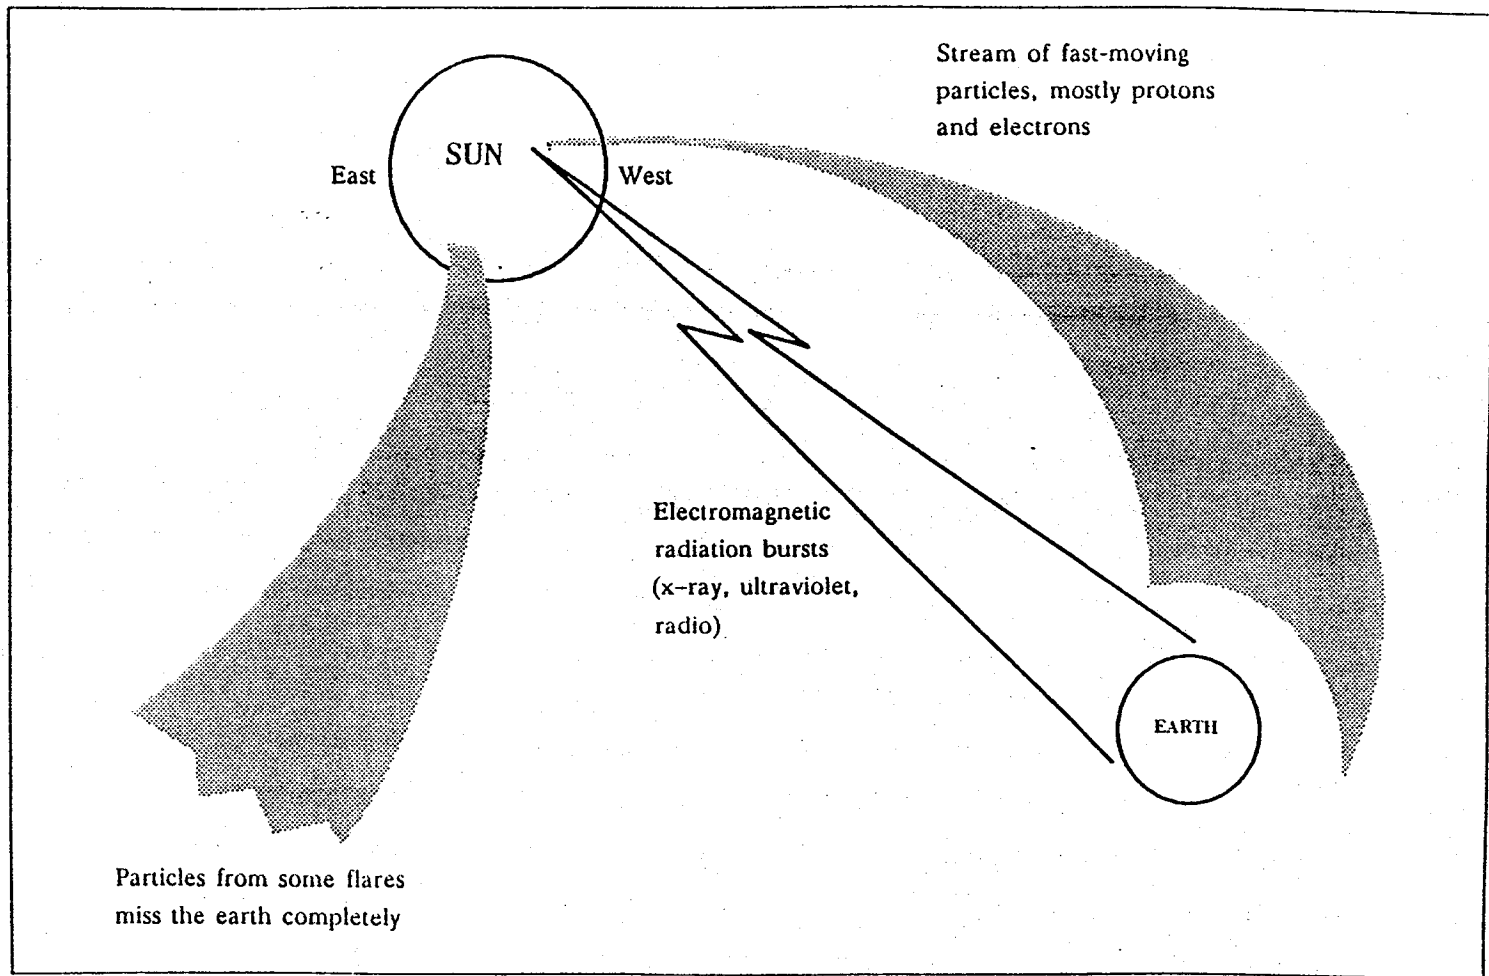 Stream of fast-moving
particles, mostly protons
and electrons
SUN
East
West
Electromagnetic
radiation bursts
(x-ray, ultraviolet,
radio)
EARTH
Particles from some flares
miss the earth completely